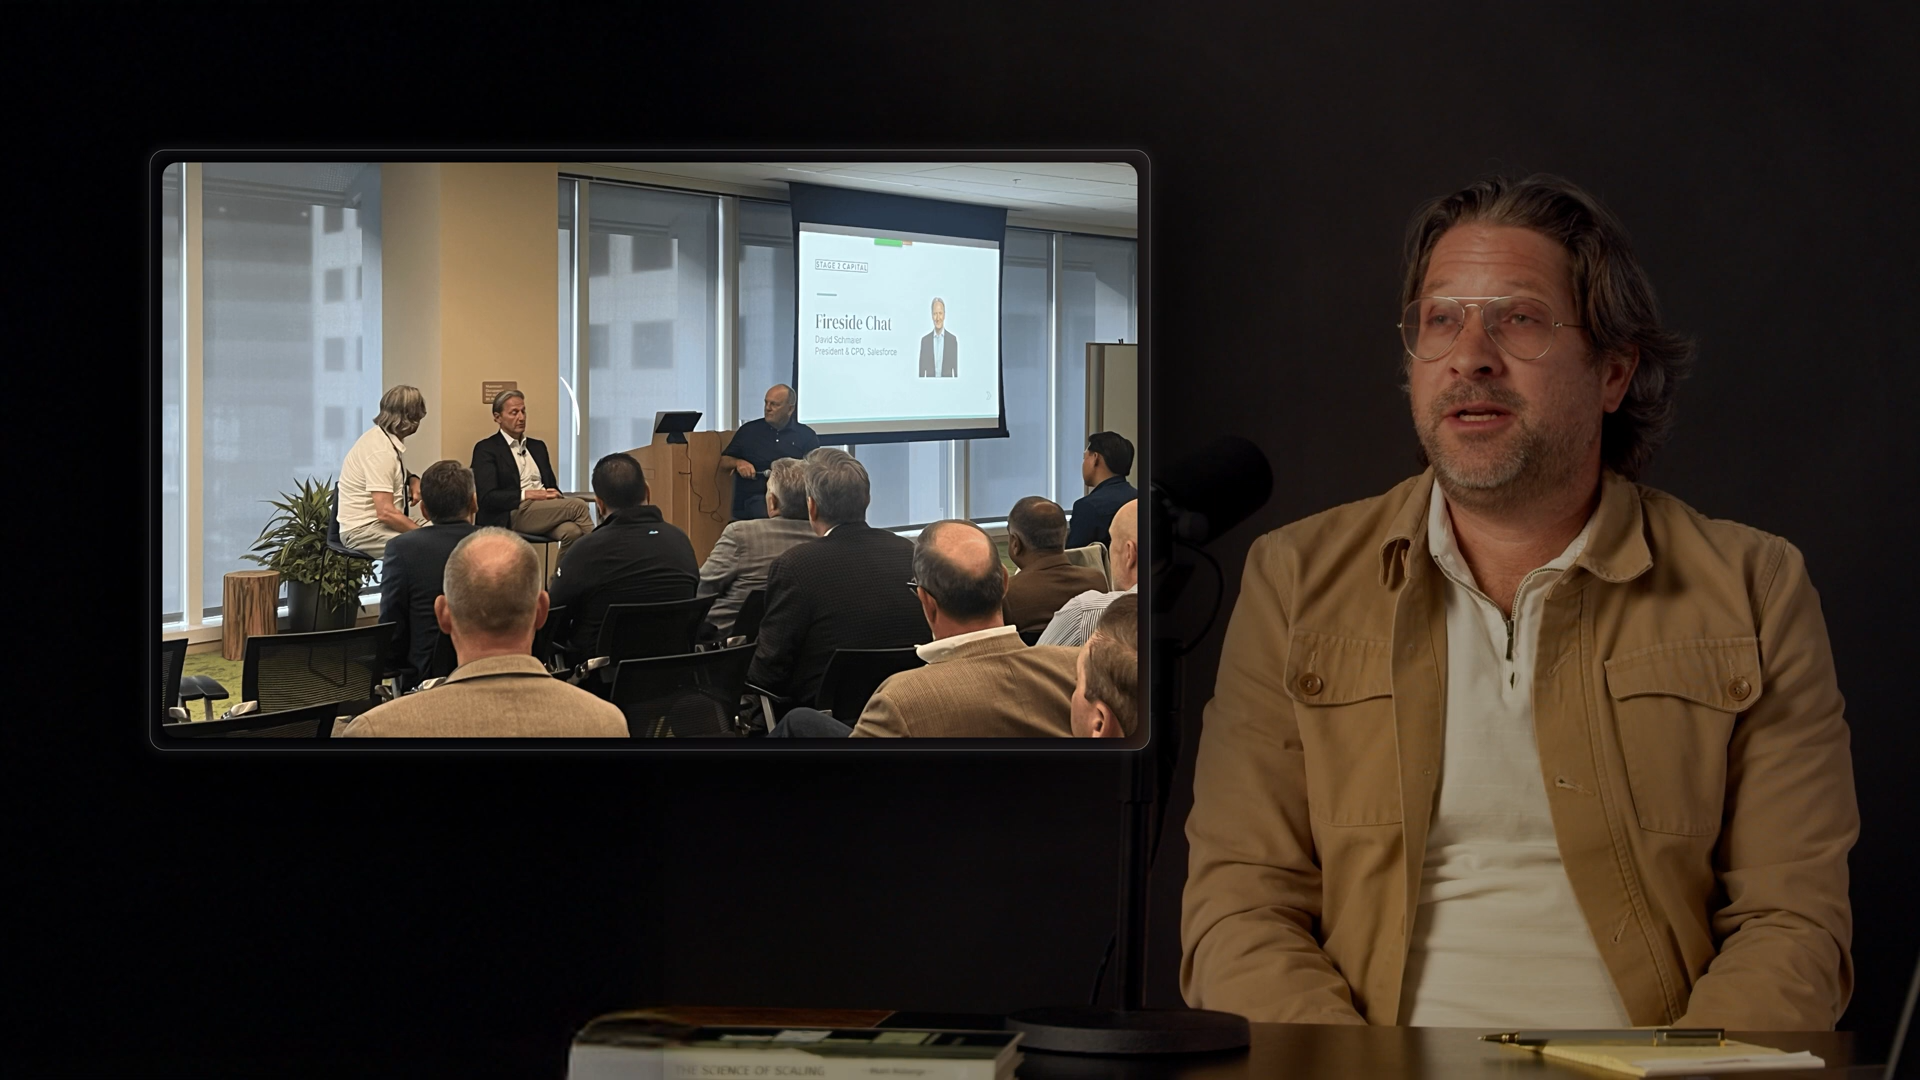 STAGE 2 CAPITAL
Fireside Chat
David Schmaier
President & CPO, Salesforce
THE SCIENCE OF SCALING